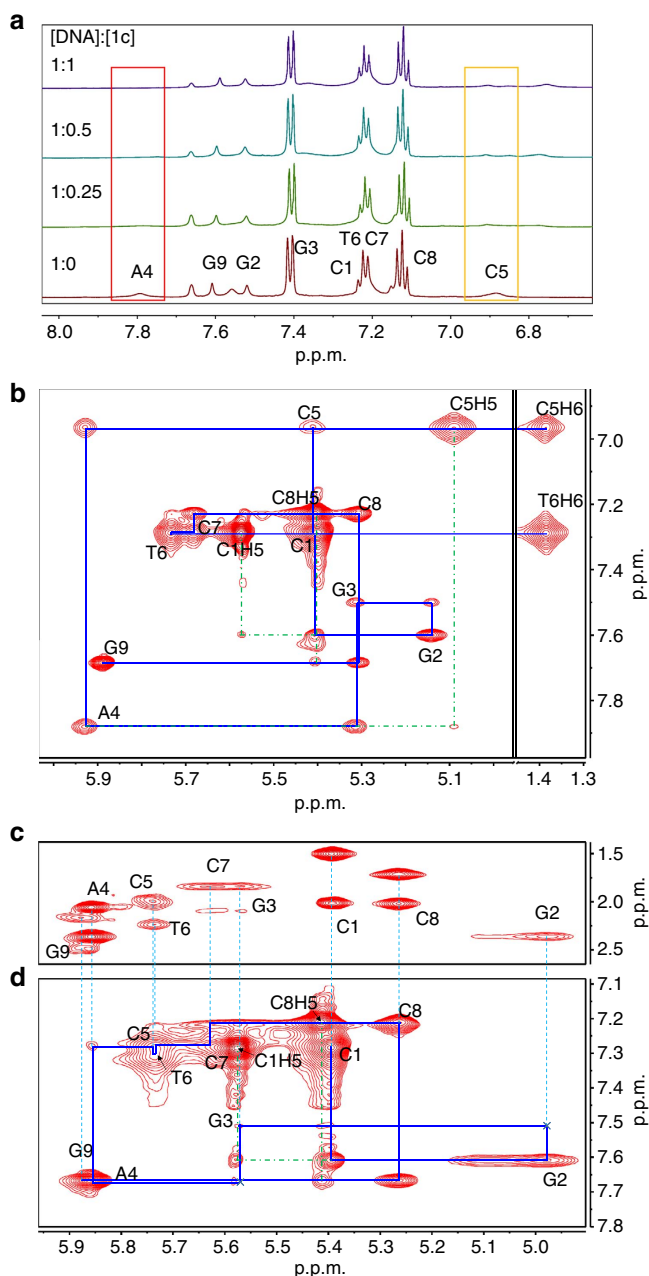 a
[DNA]:[1c]
1:1
1:0.5
1:0.25
1:0
A4
G9 G2
G3
T6 C7
C1
C8
C5
8.0 7.8 7.6 7.4 7.2 7.0 6.8
p.p.m.
b
C5 C5H5 C5H6
C8H5 C8
T6 C7 C1H5 C1 T6H6
G3
G9 G2
A4
7.0
7.2
7.4
7.6
7.8
p.p.m.
5.9 5.7 5.5 5.3 5.1 1.4 1.3
p.p.m.
c
A4 C5 C7
G9 T6 G3 C1 C8 G2
1.5
2.0
2.5
p.p.m.
d
C8H5 C8
C5 T6 C7 C1H5 C1
G3
G9 A4 G2
7.1
7.2
7.3
7.4
7.5
7.6
7.7
7.8
p.p.m.
5.9 5.8 5.7 5.6 5.5 5.4 5.3 5.2 5.1 5.0
p.p.m.